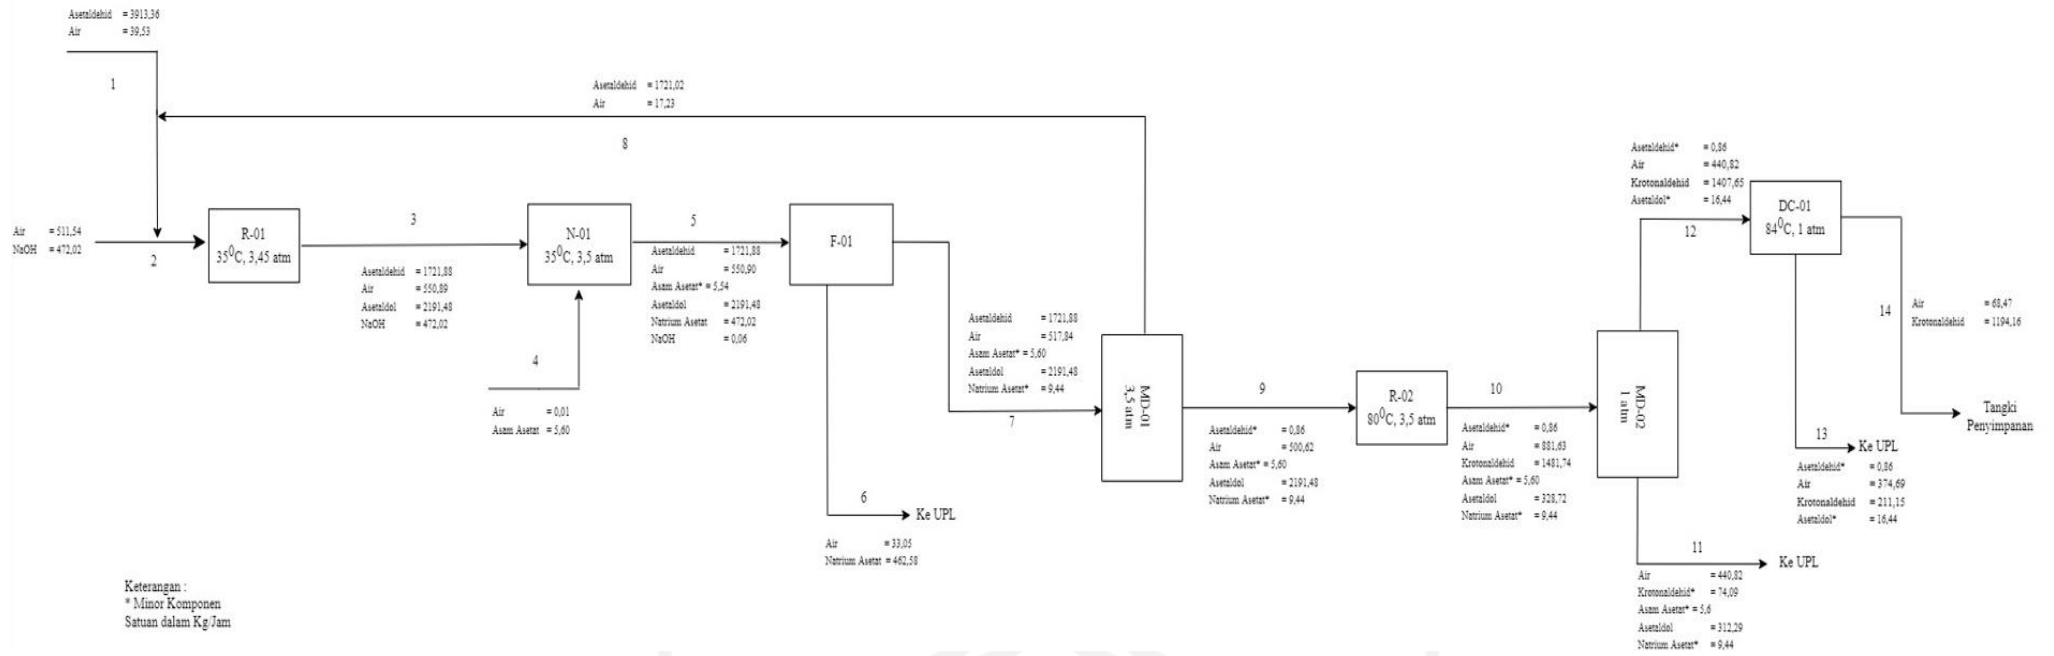 Asetaldehid = 3913,36
Air = 39,53
1
Asetaldehid = 1721,02
Air = 17,23
8
Air = 511,54
NaOH = 472,02
2
R-01
35⁰C, 3,45 atm
3
Asetaldehid = 1721,88
Air = 550,89
Asetaldol = 2191,48
NaOH = 472,02
N-01
35⁰C, 3,5 atm
4
Air = 0,01
Asam Asetat = 5,60
5
Asetaldehid = 1721,88
Air = 550,90
Asam Asetat* = 5,54
Asetaldol = 2191,48
Natrium Asetat = 472,02
NaOH = 0,06
F-01
6
Ke UPL
Air = 33,05
Natrium Asetat = 462,58
Asetaldehid = 1721,88
Air = 517,84
Asam Asetat* = 5,60
Asetaldol = 2191,48
Natrium Asetat* = 9,44
7
MD-01
3,5 atm
9
Asetaldehid* = 0,86
Air = 500,62
Asam Asetat* = 5,60
Asetaldol = 2191,48
Natrium Asetat* = 9,44
R-02
80⁰C, 3,5 atm
10
Asetaldehid* = 0,86
Air = 881,63
Krotonaldehid = 1481,74
Asam Asetat* = 5,60
Asetaldol = 328,72
Natrium Asetat* = 9,44
MD-02
1 atm
11
Ke UPL
Air = 440,82
Krotonaldehid* = 74,09
Asam Asetat* = 5,6
Asetaldol = 312,29
Natrium Asetat* = 9,44
Asetaldehid* = 0,86
Air = 440,82
Krotonaldehid = 1407,65
Asetaldol* = 16,44
12
DC-01
84⁰C, 1 atm
13
Ke UPL
Asetaldehid* = 0,86
Air = 374,69
Krotonaldehid = 211,15
Asetaldol* = 16,44
14
Air = 68,47
Krotonaldehid = 1194,16
Tangki
Penyimpanan
Keterangan :
* Minor Komponen
Satuan dalam Kg/Jam